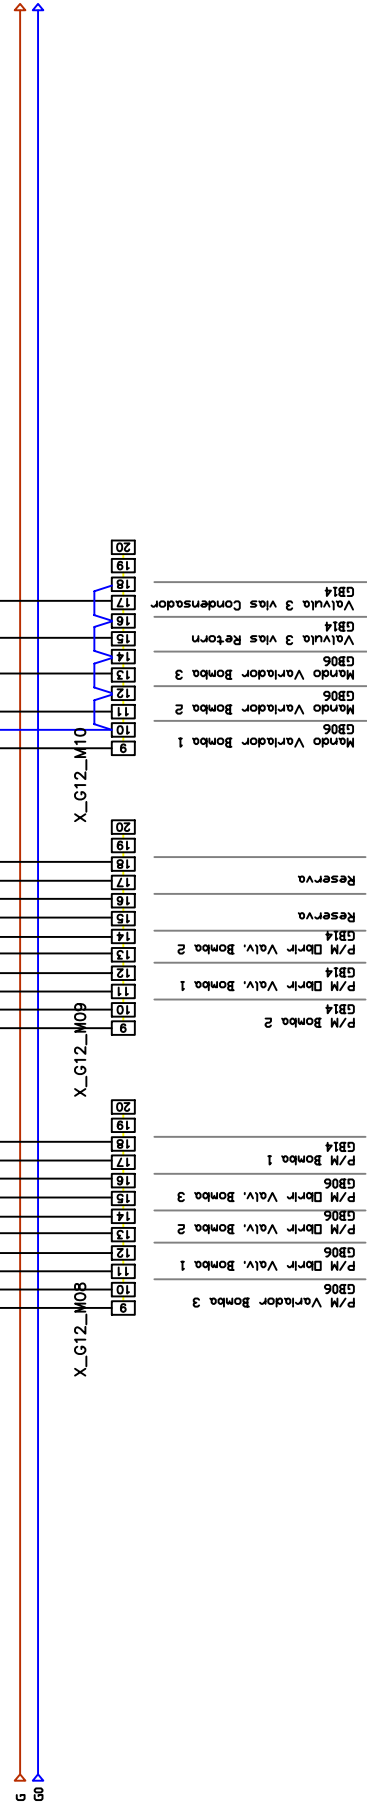 20
19
18
17
16
15
14
13
12
11
10
9
X_G12_M10
Valvula 3 vias Condensador
GB14
Valvula 3 vias Retorn
GB14
Mando Variador Bomba 3
GB06
Mando Variador Bomba 2
GB06
Mando Variador Bomba 1
GB06
20
19
18
17
16
15
14
13
12
11
10
9
X_G12_M09
Reserva
Reserva
P/M Obrir Valv. Bomba 2
GB14
P/M Obrir Valv. Bomba 1
GB14
P/M Bomba 2
GB14
20
19
18
17
16
15
14
13
12
11
10
9
X_G12_M08
P/M Bomba 1
GB14
P/M Obrir Valv. Bomba 3
GB06
P/M Obrir Valv. Bomba 2
GB06
P/M Obrir Valv. Bomba 1
GB06
P/M Variador Bomba 3
GB06
G
G0